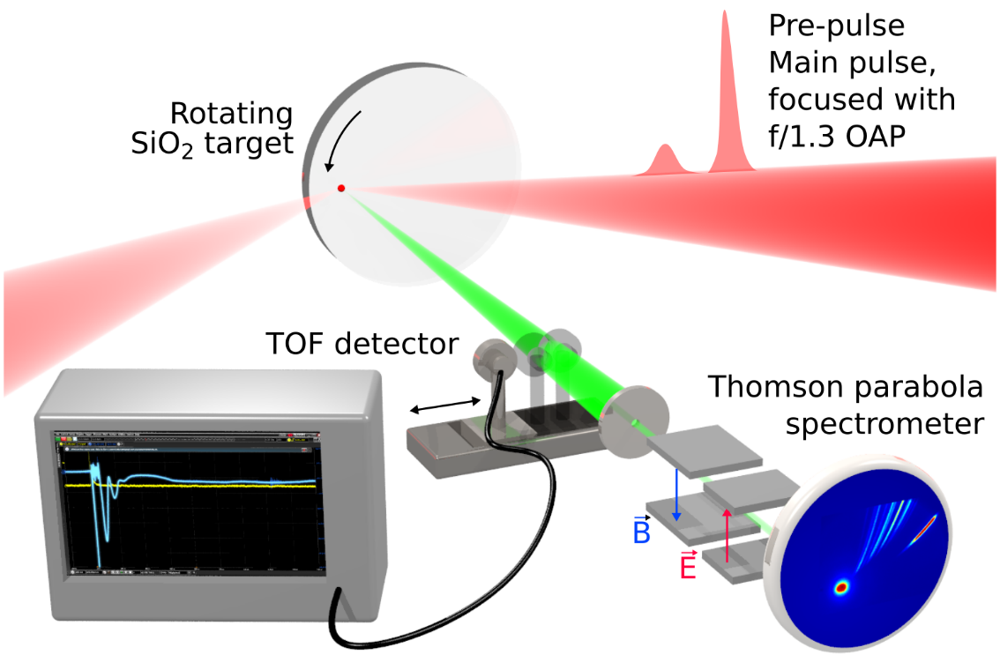 Pre-pulse
Main pulse,
focused with
f/1.3 OAP
Rotating
SiO₂ target
TOF detector
Thomson parabola
spectrometer
B⃗
E⃗